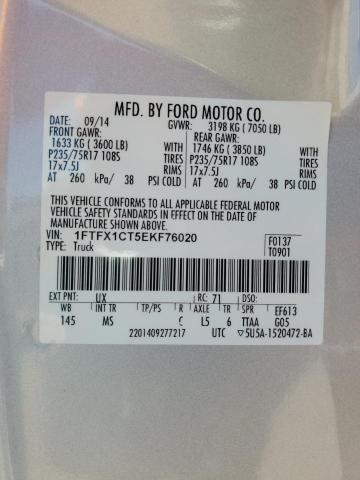 MFD. BY FORD MOTOR CO.
DATE: 09/14 GVWR: 3198 KG ( 7050 LB)
FRONT GAWR: REAR GAWR:
1633 KG ( 3600 LB) WITH 1746 KG ( 3850 LB) WITH
P235/75R17 108S TIRES P235/75R17 108S TIRES
17x7.5J RIMS 17x7.5J RIMS
AT 260 kPa/ 38 PSI COLD AT 260 kPa/ 38 PSI COLD
THIS VEHICLE CONFORMS TO ALL APPLICABLE FEDERAL MOTOR
VEHICLE SAFETY STANDARDS IN EFFECT ON THE DATE OF
MANUFACTURE SHOWN ABOVE.
VIN: 1FTFX1CT5EKF76020 F0137
TYPE: Truck T0901
EXT PNT: UX RC: 71 DSO:
WB INT TR TP/PS R AXLE TR SPR EF613
145 MS L5 6 TTAA G05
2201409277217 UTC ▽5U5A-1520472-BA